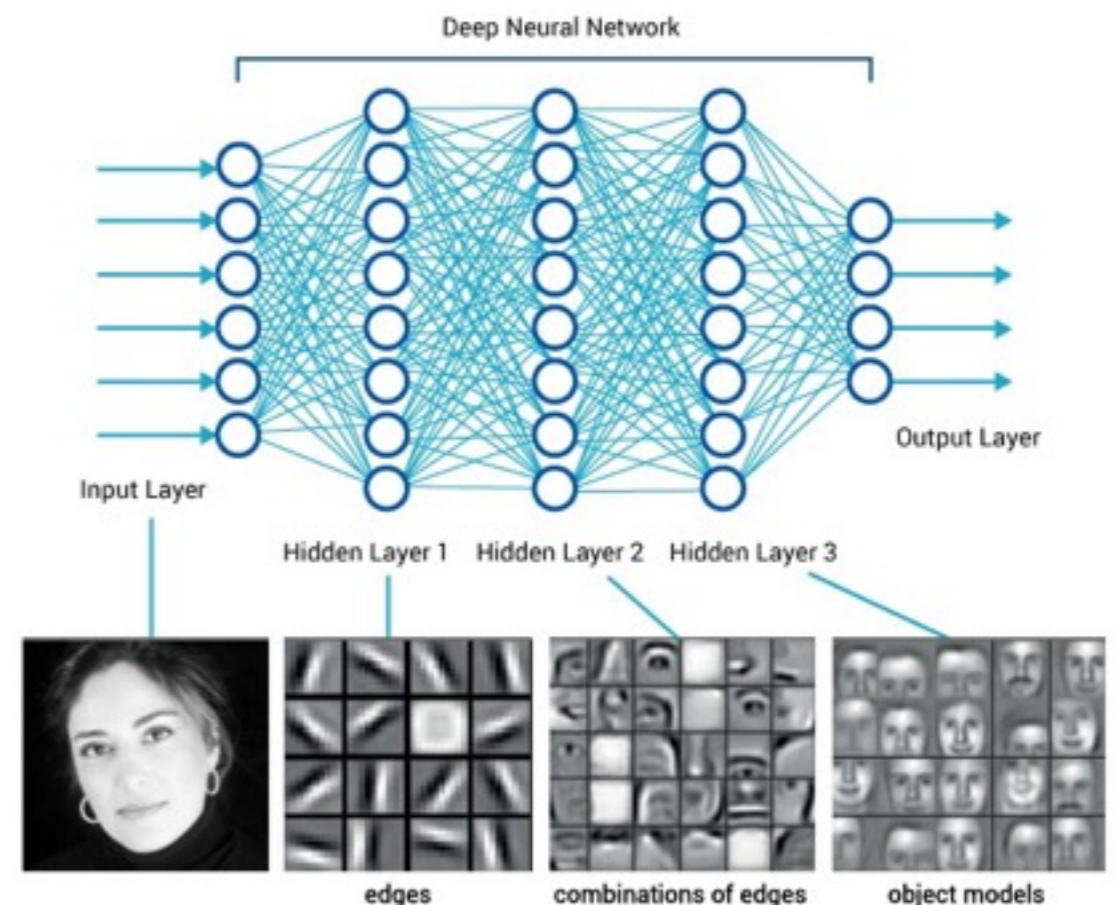 Deep Neural Network
Output Layer
Input Layer
Hidden Layer 1 Hidden Layer 2 Hidden Layer 3
edges combinations of edges object models